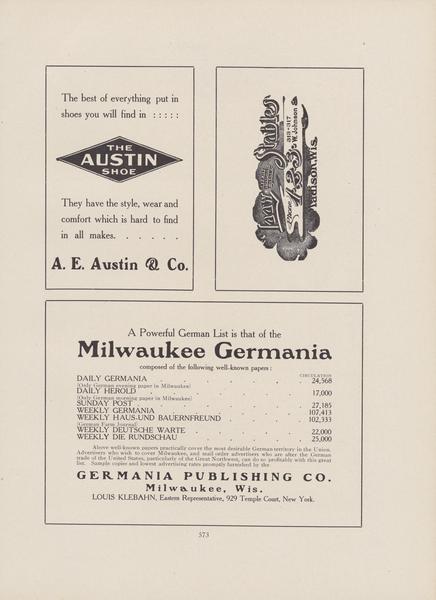 The best of everything put in
shoes you will find in : : : : :
THE
AUSTIN
SHOE
They have the style, wear and
comfort which is hard to find
in all makes. . . . . .
A. E. Austin & Co.
Stables
313-317
W. Johnson
Phone
123
Madison, Wis.
A Powerful German List is that of the
Milwaukee Germania
composed of the following well-known papers :
CIRCULATION
DAILY GERMANIA . . . . . . . 24,568
(Only German evening paper in Milwaukee)
DAILY HEROLD . . . . . . . 17,000
(Only German morning paper in Milwaukee)
SUNDAY POST . . . . . . . 27,185
WEEKLY GERMANIA . . . . . . . 107,413
WEEKLY HAUS-UND BAUERNFREUND . . . . 102,333
(German Farm Journal)
WEEKLY DEUTSCHE WARTE . . . . . 22,000
WEEKLY DIE RUNDSCHAU . . . . . . 25,000
Above well-known papers practically cover the most desirable German territory in the Union.
Advertisers who wish to cover Milwaukee, and mail order advertisers who are after the German
trade of the United States, particularly of the Great Northwest, can do so profitably with this great
list. Sample copies and lowest advertising rates promptly furnished by the
GERMANIA PUBLISHING CO.
Milwaukee, Wis.
LOUIS KLEBAHN, Eastern Representative, 929 Temple Court, New York.
373